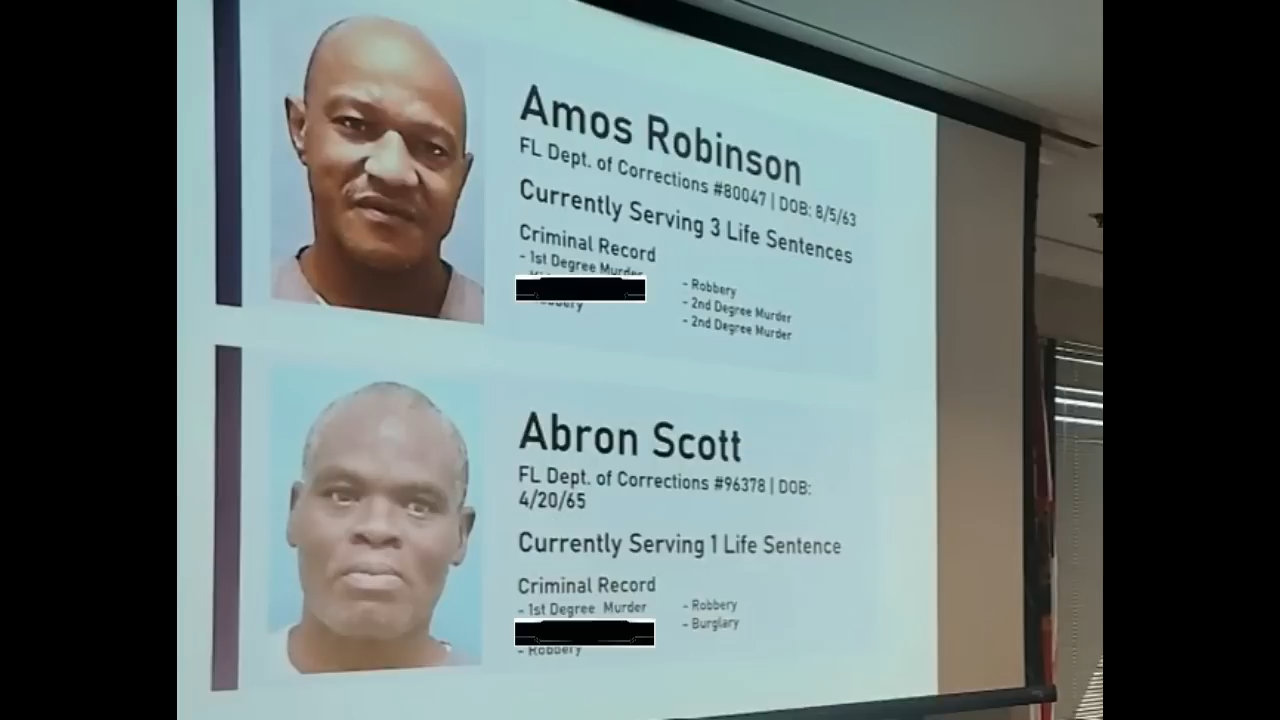 Amos Robinson
FL Dept. of Corrections #80047 | DOB: 8/5/63
Currently Serving 3 Life Sentences
Criminal Record
- 1st Degree Murder
Robbery
- Robbery
- 2nd Degree Murder
- 2nd Degree Murder
Abron Scott
FL Dept. of Corrections #96378 | DOB:
4/20/65
Currently Serving 1 Life Sentence
Criminal Record
- 1st Degree Murder
- Robbery
- Robbery
- Burglary